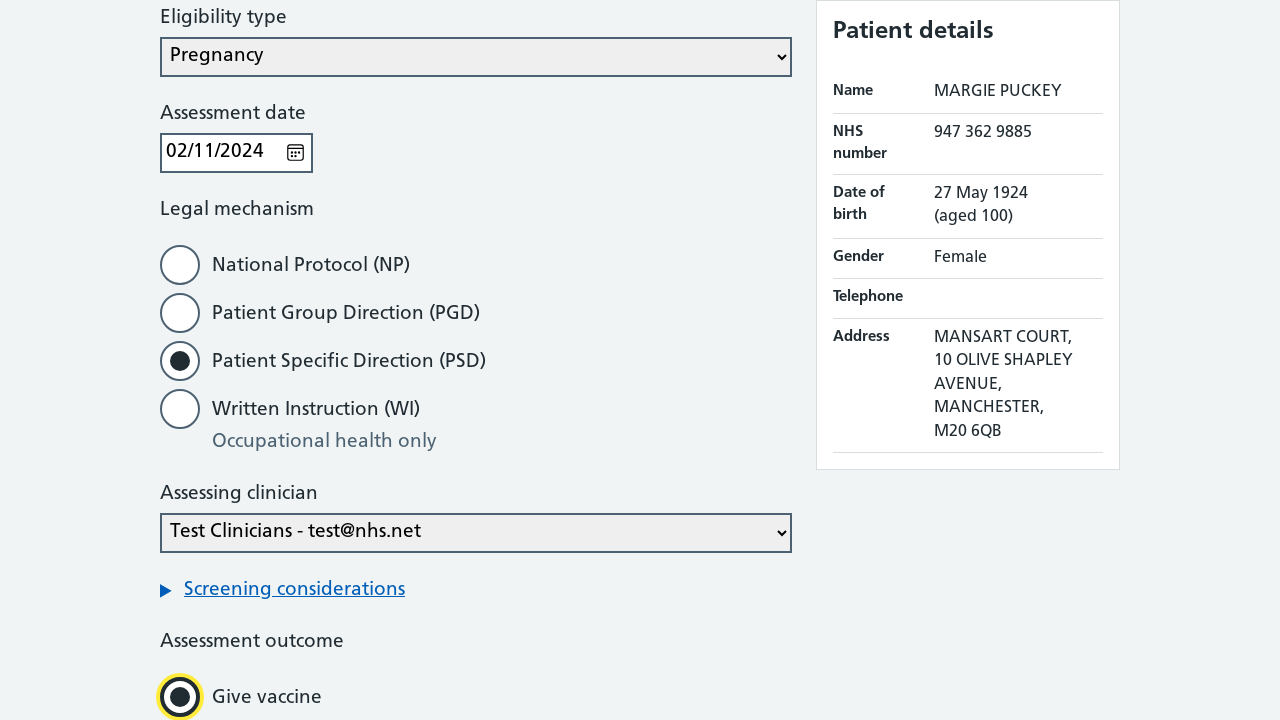 Eligibility type
Pregnancy
Assessment date
02/11/2024
Legal mechanism
National Protocol (NP)
Patient Group Direction (PGD)
Patient Specific Direction (PSD)
Written Instruction (WI)
Occupational health only
Assessing clinician
Test Clinicians - test@nhs.net
Screening considerations
Assessment outcome
Give vaccine
Patient details
Name MARGIE PUCKEY
NHS number 947 362 9885
Date of birth 27 May 1924
(aged 100)
Gender Female
Telephone
Address MANSART COURT,
10 OLIVE SHAPLEY
AVENUE,
MANCHESTER,
M20 6QB